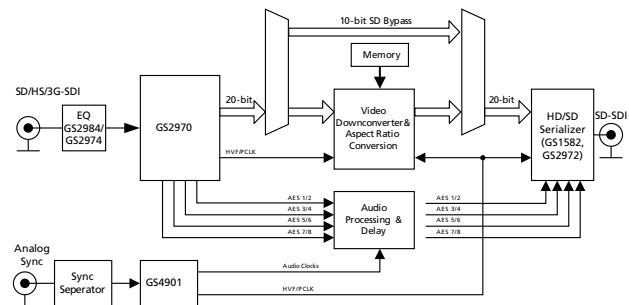 10-bit SD Bypass
Memory
SD/HS/3G-SDI
EQ
GS2984/
GS2974
GS2970
20-bit
Video
Downconverter&
Aspect Ratio
Conversion
20-bit
HD/SD
Serializer
(GS1582,
GS2972)
SD-SDI
HVF/PCLK
AES 1/2
AES 3/4
AES 5/6
AES 7/8
Audio
Processing &
Delay
AES 1/2
AES 3/4
AES 5/6
AES 7/8
Analog
Sync
Sync
Seperator
GS4901
Audio Clocks
HVF/PCLK